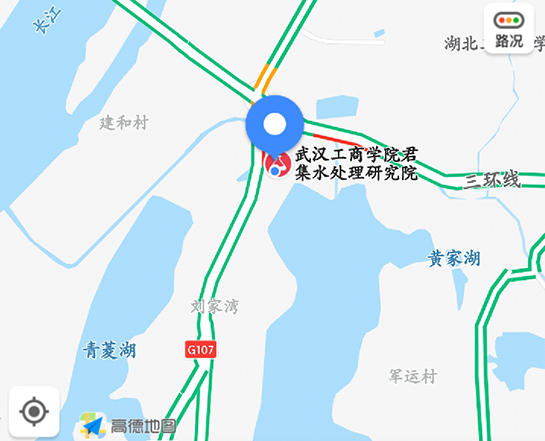 长江
路况
湖北工
学
建和村
武汉工商学院君
集水处理研究院
三环线
黄家湖
刘家湾
G107
青菱湖
军运村
高德地图